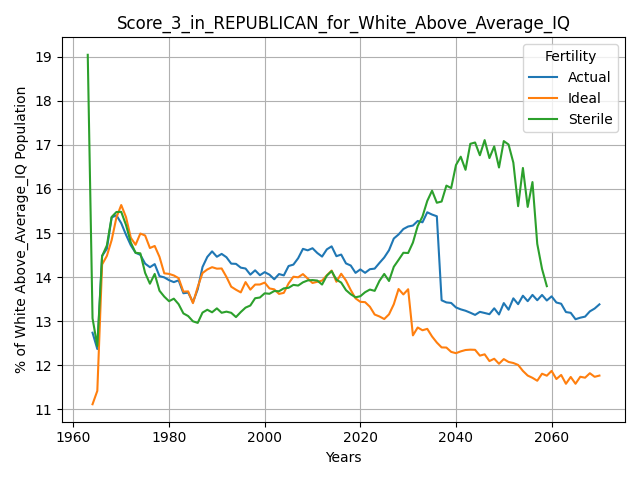 Score_3_in_REPUBLICAN_for_White_Above_Average_IQ
% of White Above_Average_IQ Population
19
18
17
16
15
14
13
12
11
Fertility
Actual
Ideal
Sterile
1960 1980 2000 2020 2040 2060
Years